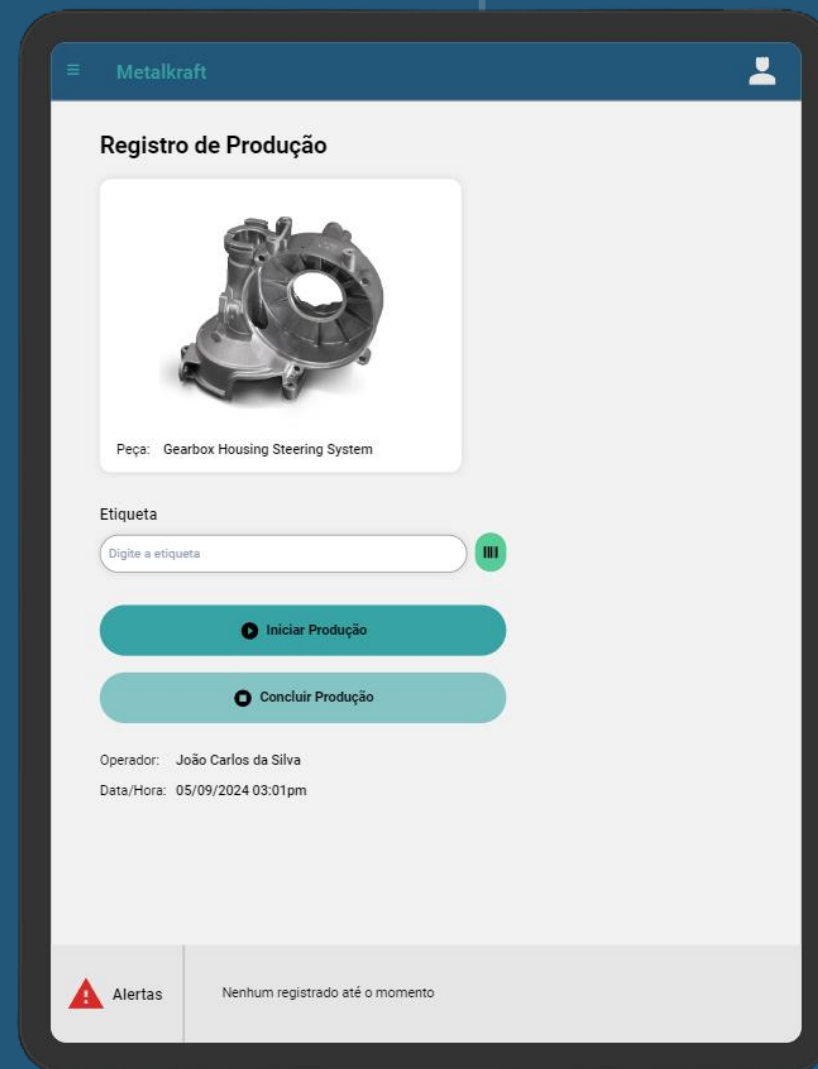 Metalkraft
Registro de Produção
Peça: Gearbox Housing Steering System
Etiqueta
Digite a etiqueta
Iniciar Produção
Concluir Produção
Operador: João Carlos da Silva
Data/Hora: 05/09/2024 03:01pm
Alertas
Nenhum registrado até o momento